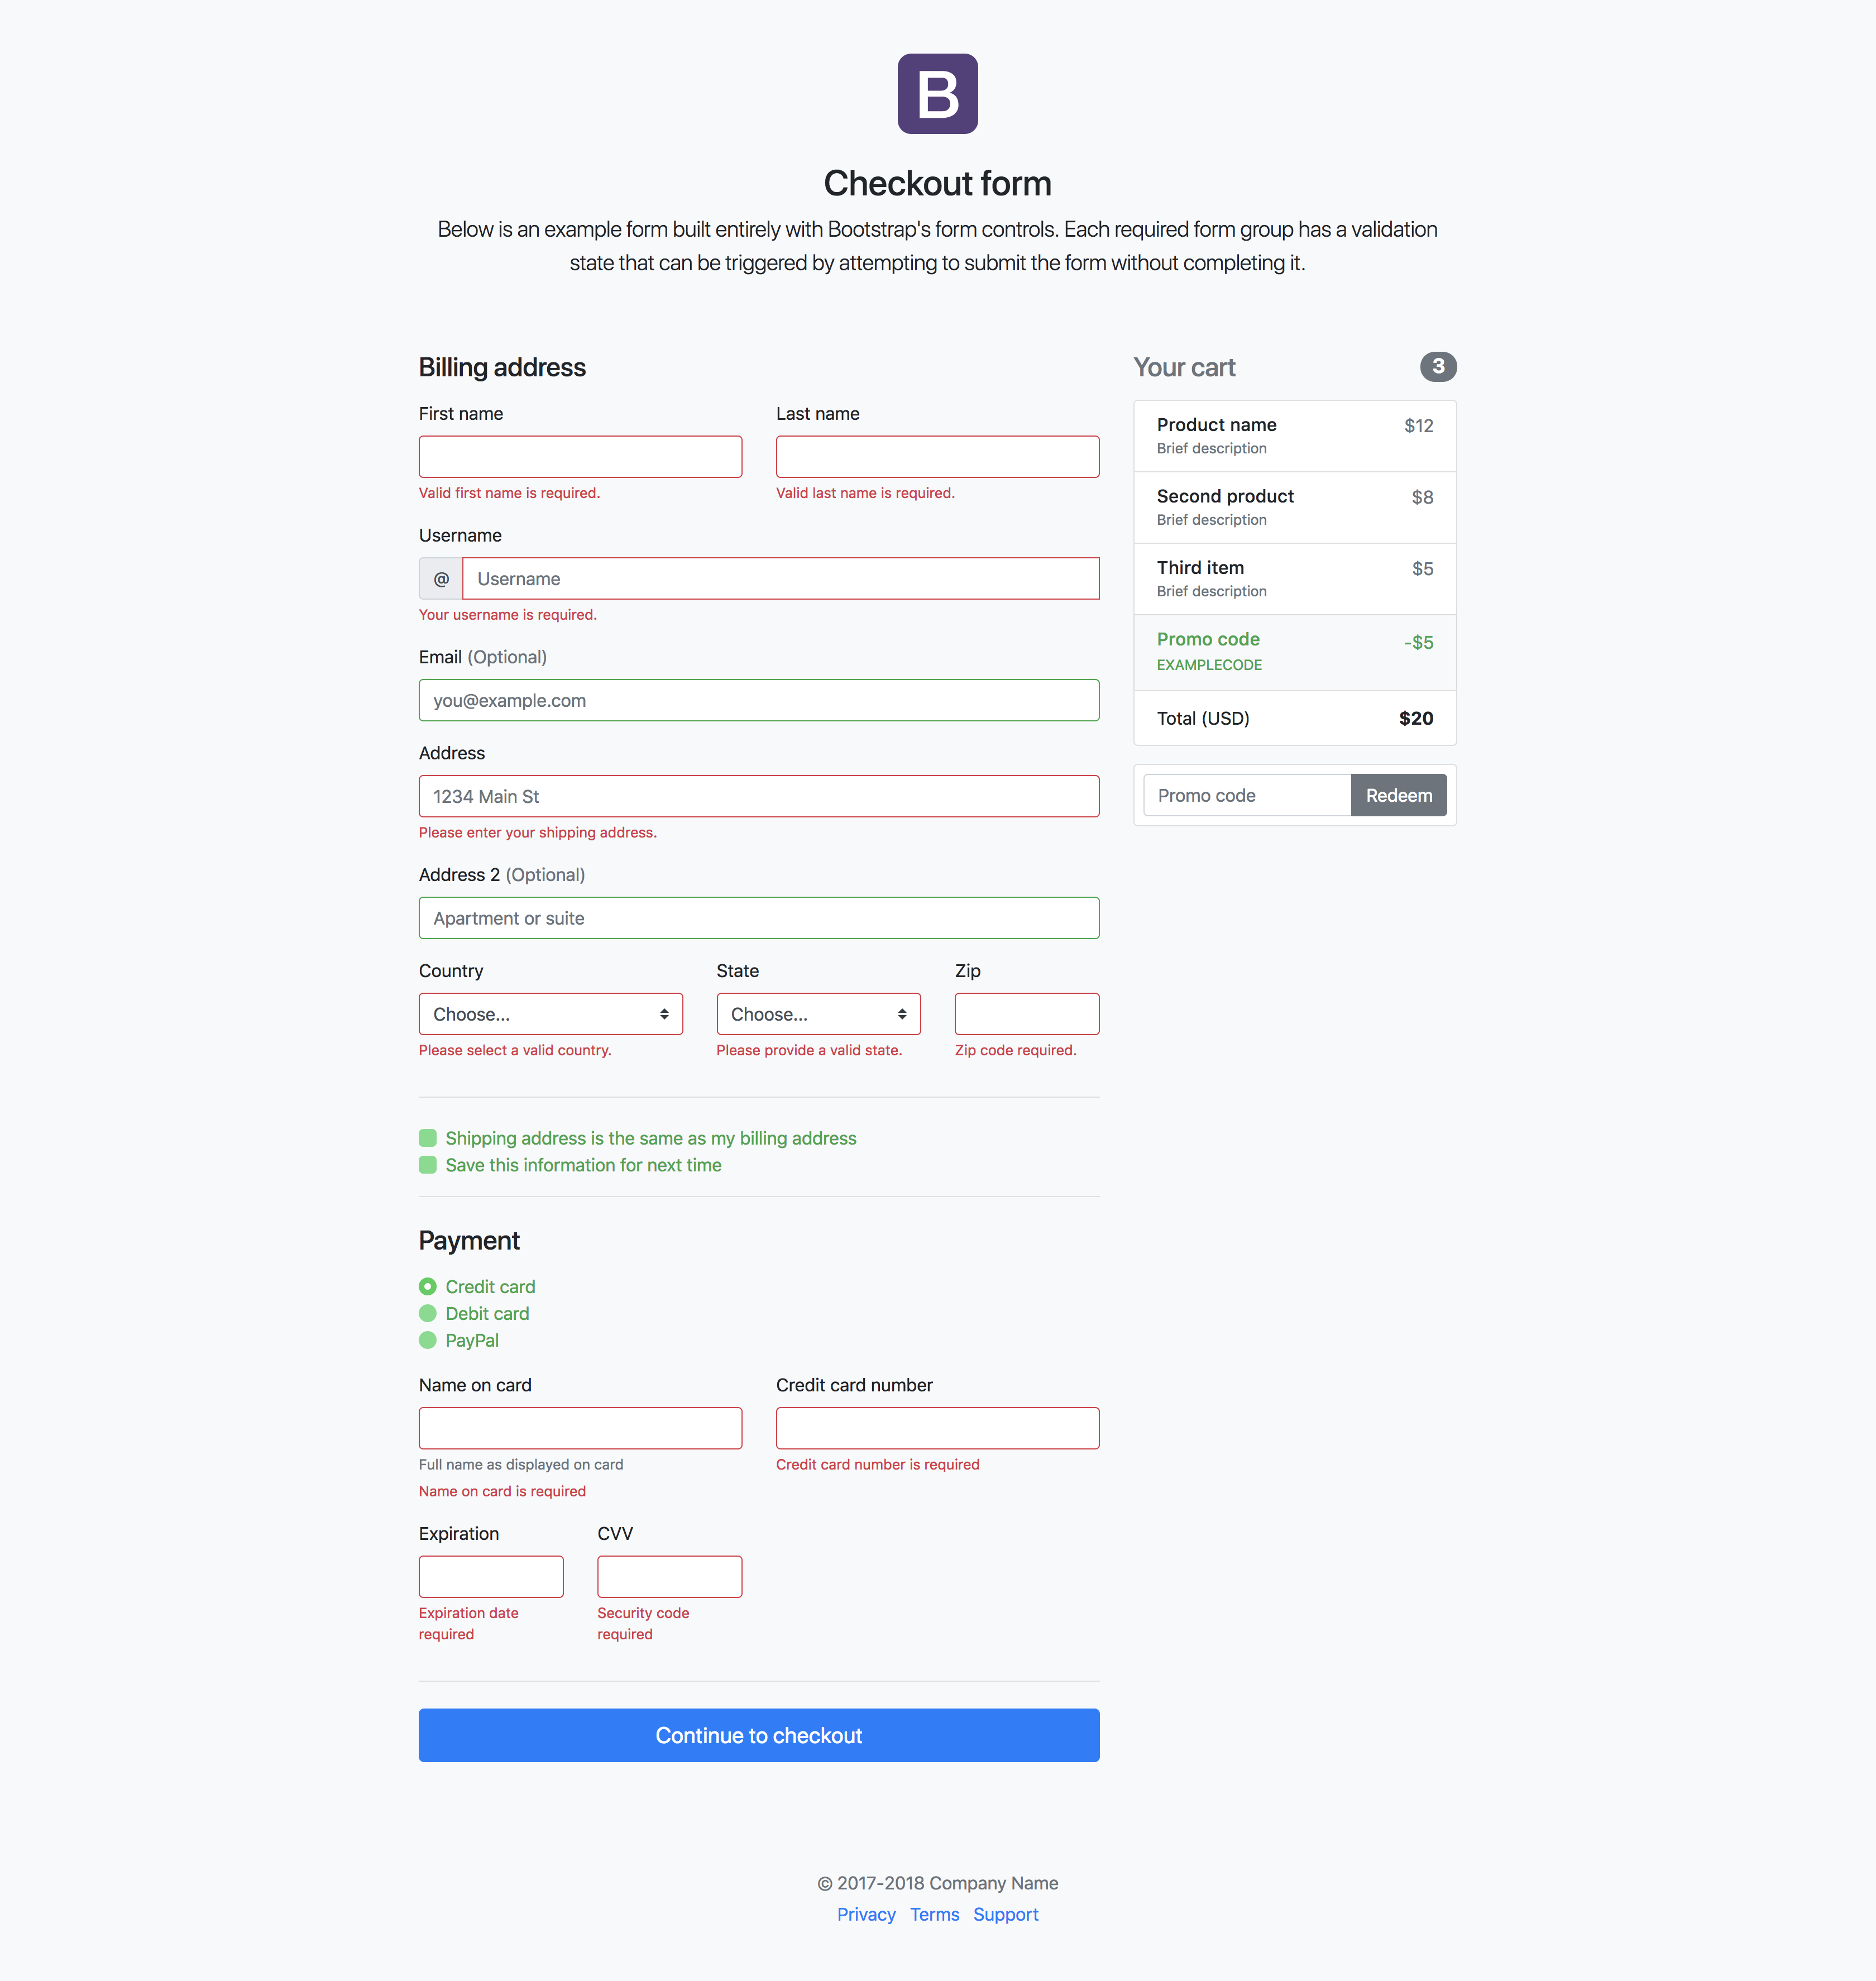 B
Checkout form
Below is an example form built entirely with Bootstrap's form controls. Each required form group has a validation
state that can be triggered by attempting to submit the form without completing it.
Billing address
First name
Last name
Valid first name is required.
Valid last name is required.
Username
@
Username
Your username is required.
Email (Optional)
you@example.com
Address
1234 Main St
Please enter your shipping address.
Address 2 (Optional)
Apartment or suite
Country
State
Zip
Choose...
Choose...
Please select a valid country.
Please provide a valid state.
Zip code required.
Shipping address is the same as my billing address
Save this information for next time
Payment
Credit card
Debit card
PayPal
Name on card
Credit card number
Full name as displayed on card
Credit card number is required
Name on card is required
Expiration
CVV
Expiration date
required
Security code
required
Continue to checkout
Your cart
3
Product name
$12
Brief description
Second product
$8
Brief description
Third item
$5
Brief description
Promo code
-$5
EXAMPLECODE
Total (USD)
$20
Promo code
Redeem
© 2017-2018 Company Name
Privacy Terms Support